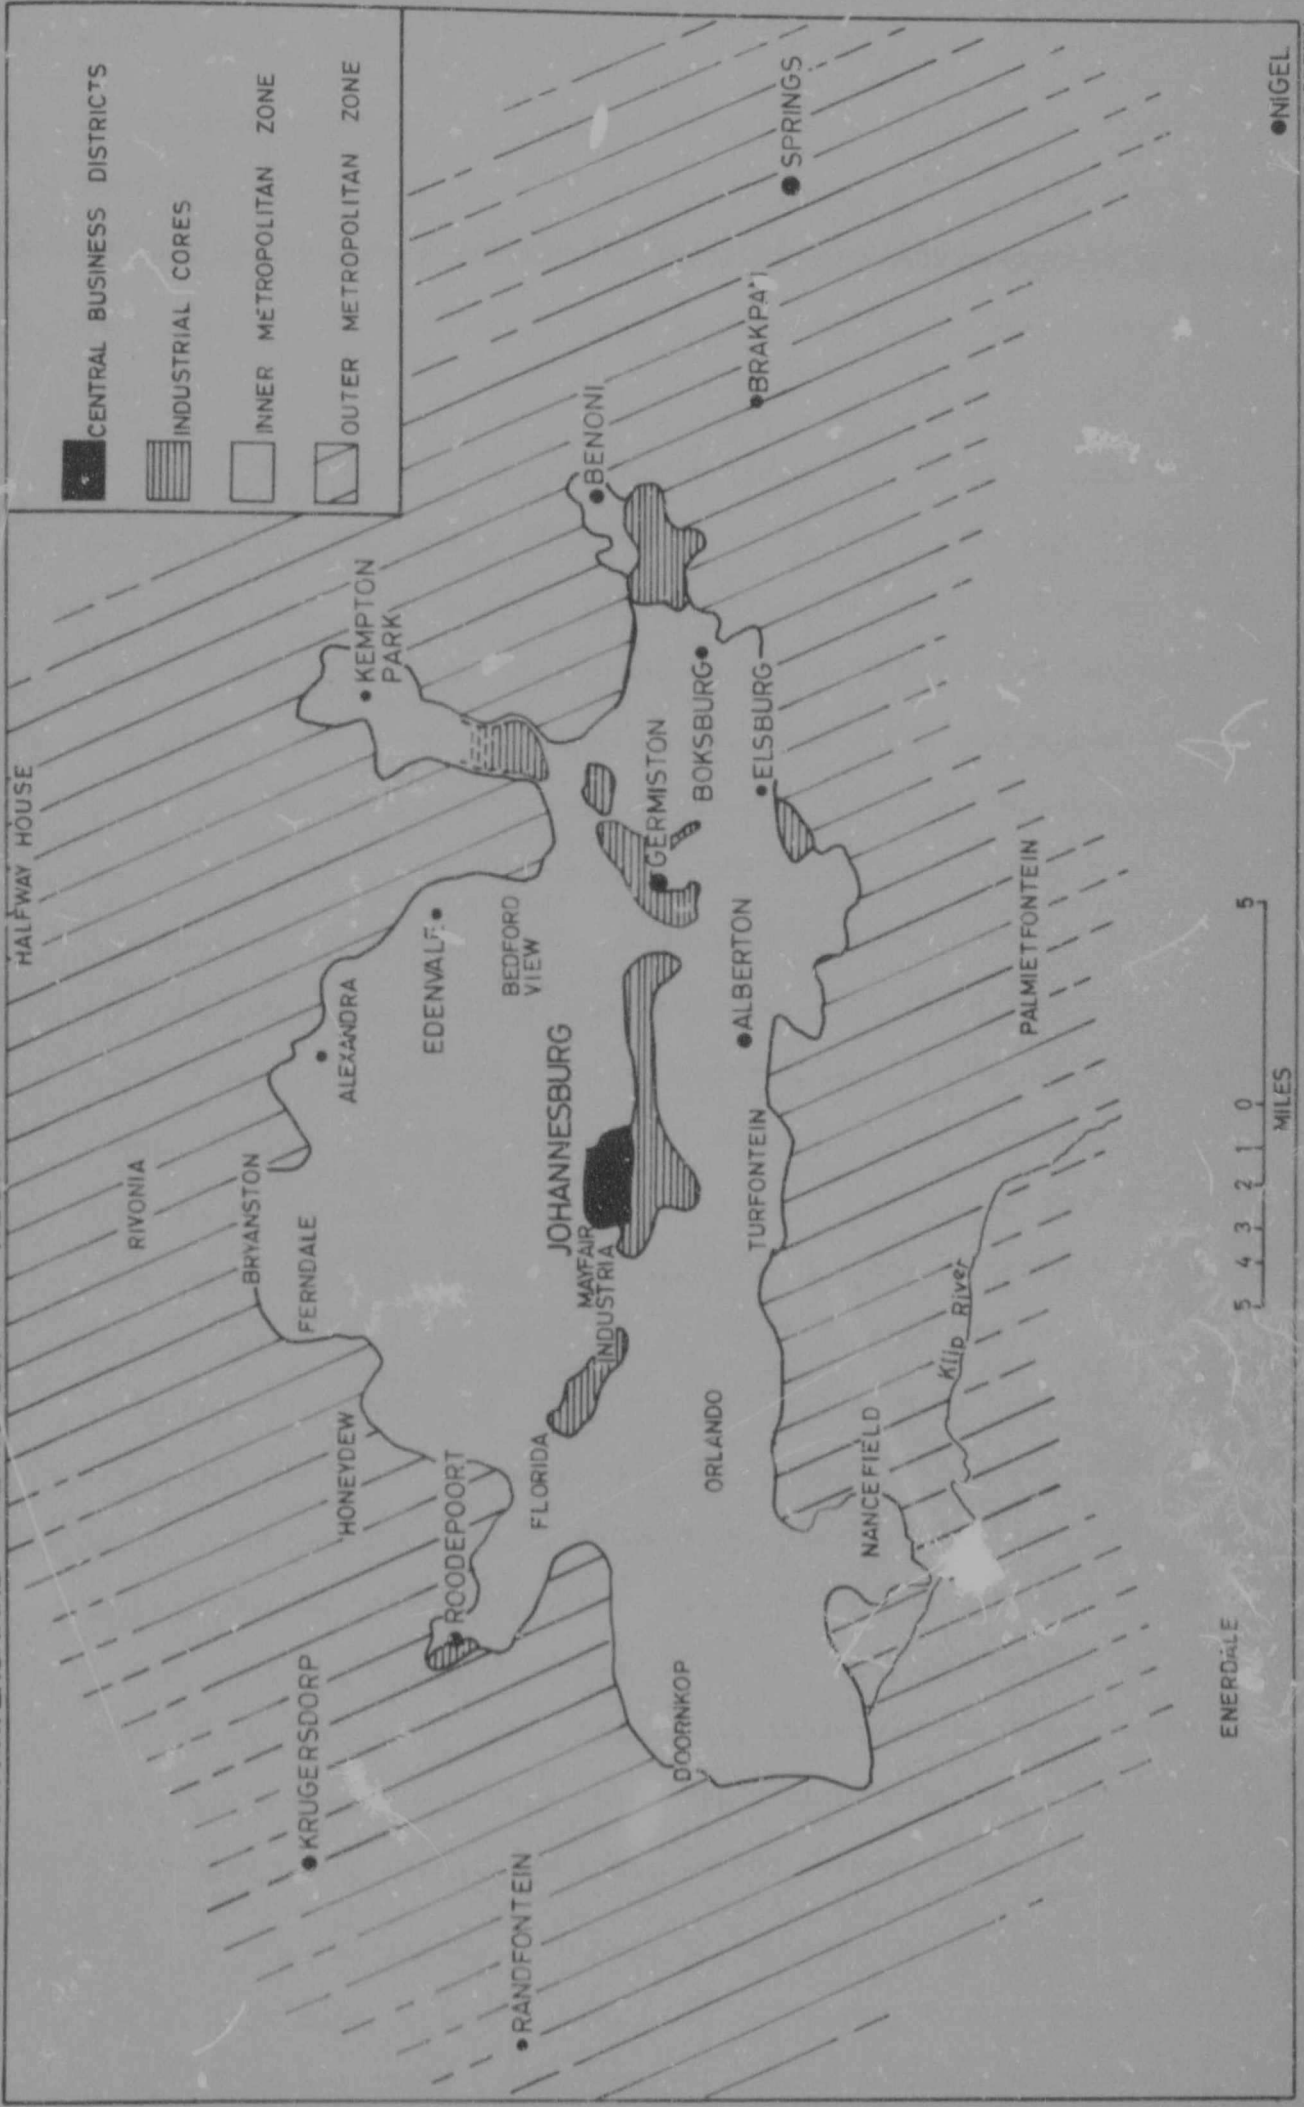 CENTRAL BUSINESS DISTRICTS
INDUSTRIAL CORES
INNER METROPOLITAN ZONE
OUTER METROPOLITAN ZONE
HALFWAY HOUSE
RIVONIA
BRYANSTON
FERNDALE
ALEXANDRA
KEMPTON
PARK
HONEYDEW
KRUGERSDORP
EDENVALE
ROODEPOORT
BEDFORD
VIEW
FLORIDA
RANDFONTEIN
JOHANNESBURG
MAYFAIR
INDUSTRIA
BENONI
GERMISTON
BOKSBURG
ELSBURG
BRAKPAN
SPRINGS
ALBERTON
TURFONTEIN
ORLANDO
DOORNKOP
NANCEFIELD
Klip River
PALMIETFONTEIN
ENERDALE
NIGEL
5 4 3 2 1 0 5
MILES